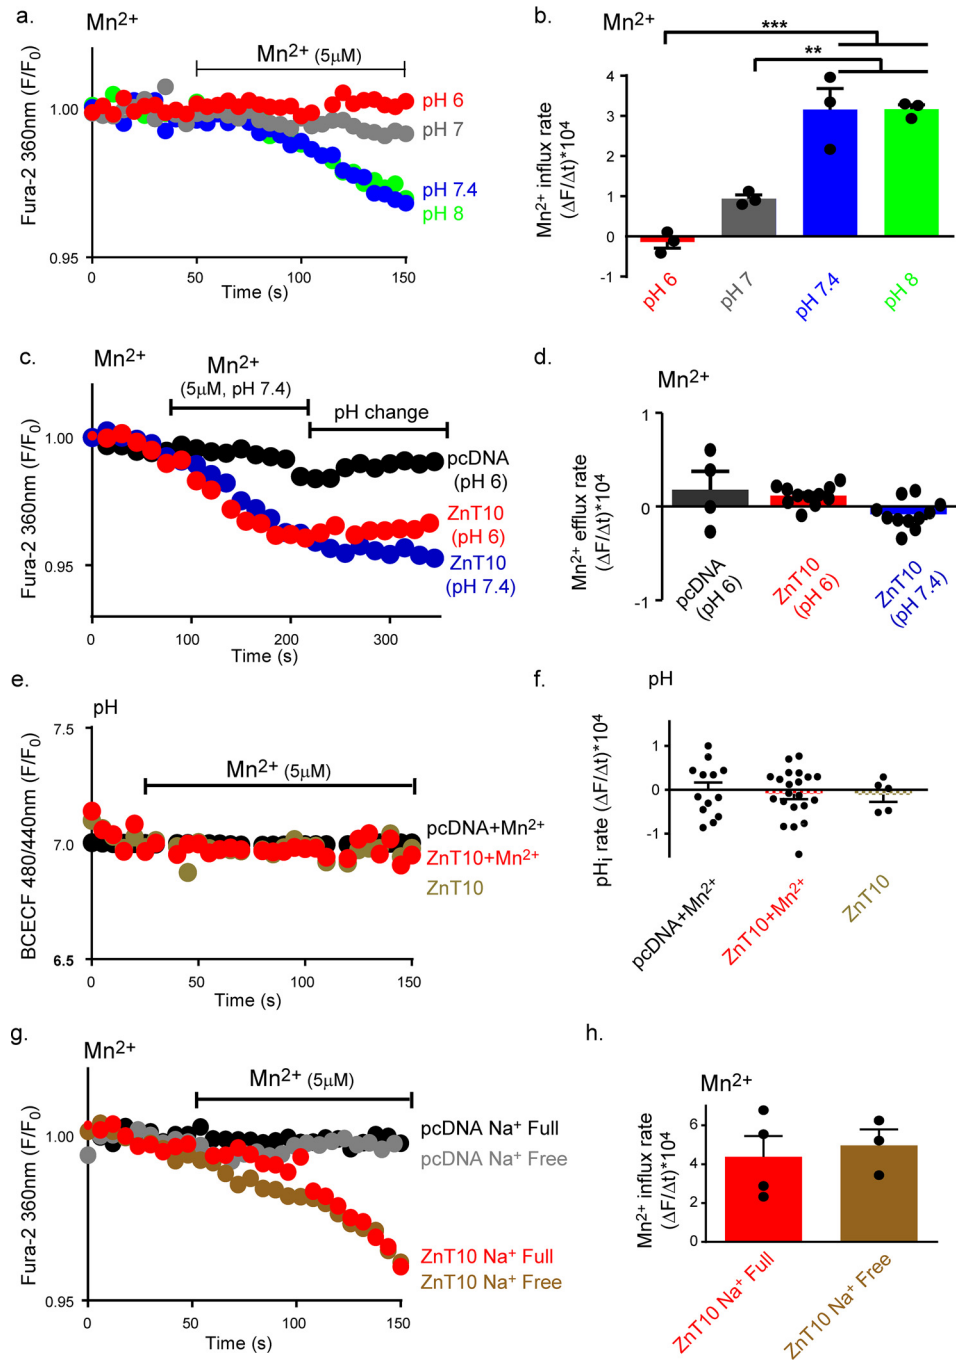 a.
Mn2+
Mn2+ (5μM)
Fura-2 360nm (F/F0)
1.00
0.95
pH 6
pH 7
pH 7.4
pH 8
0
50
100
150
Time (s)
b.
Mn2+
***
**
Mn2+ influx rate
(ΔF/Δt)*10^4
4
3
2
1
0
-1
pH 6
pH 7
pH 7.4
pH 8
c.
Mn2+
Mn2+
(5μM, pH 7.4)
pH change
Fura-2 360nm (F/F0)
1.00
0.95
pcDNA
(pH 6)
ZnT10
(pH 6)
ZnT10
(pH 7.4)
0
100
200
300
Time (s)
d.
Mn2+
Mn2+ efflux rate
(ΔF/Δt)*10^4
1
0
-1
pcDNA
(pH 6)
ZnT10
(pH 6)
ZnT10
(pH 7.4)
e.
pH
Mn2+ (5μM)
BCECF 480/440nm (F/F0)
7.5
7.0
6.5
pcDNA+Mn2+
ZnT10+Mn2+
ZnT10
0
50
100
150
Time (s)
f.
pH
pHi rate (ΔF/Δt)*10^4
1
0
-1
pcDNA+Mn2+
ZnT10+Mn2+
ZnT10
g.
Mn2+
Mn2+ (5μM)
Fura-2 360nm (F/F0)
1.00
0.95
pcDNA Na+ Full
pcDNA Na+ Free
ZnT10 Na+ Full
ZnT10 Na+ Free
0
50
100
150
Time (s)
h.
Mn2+
Mn2+ influx rate
(ΔF/Δt)*10^4
6
4
2
0
ZnT10 Na+ Full
ZnT10 Na+ Free